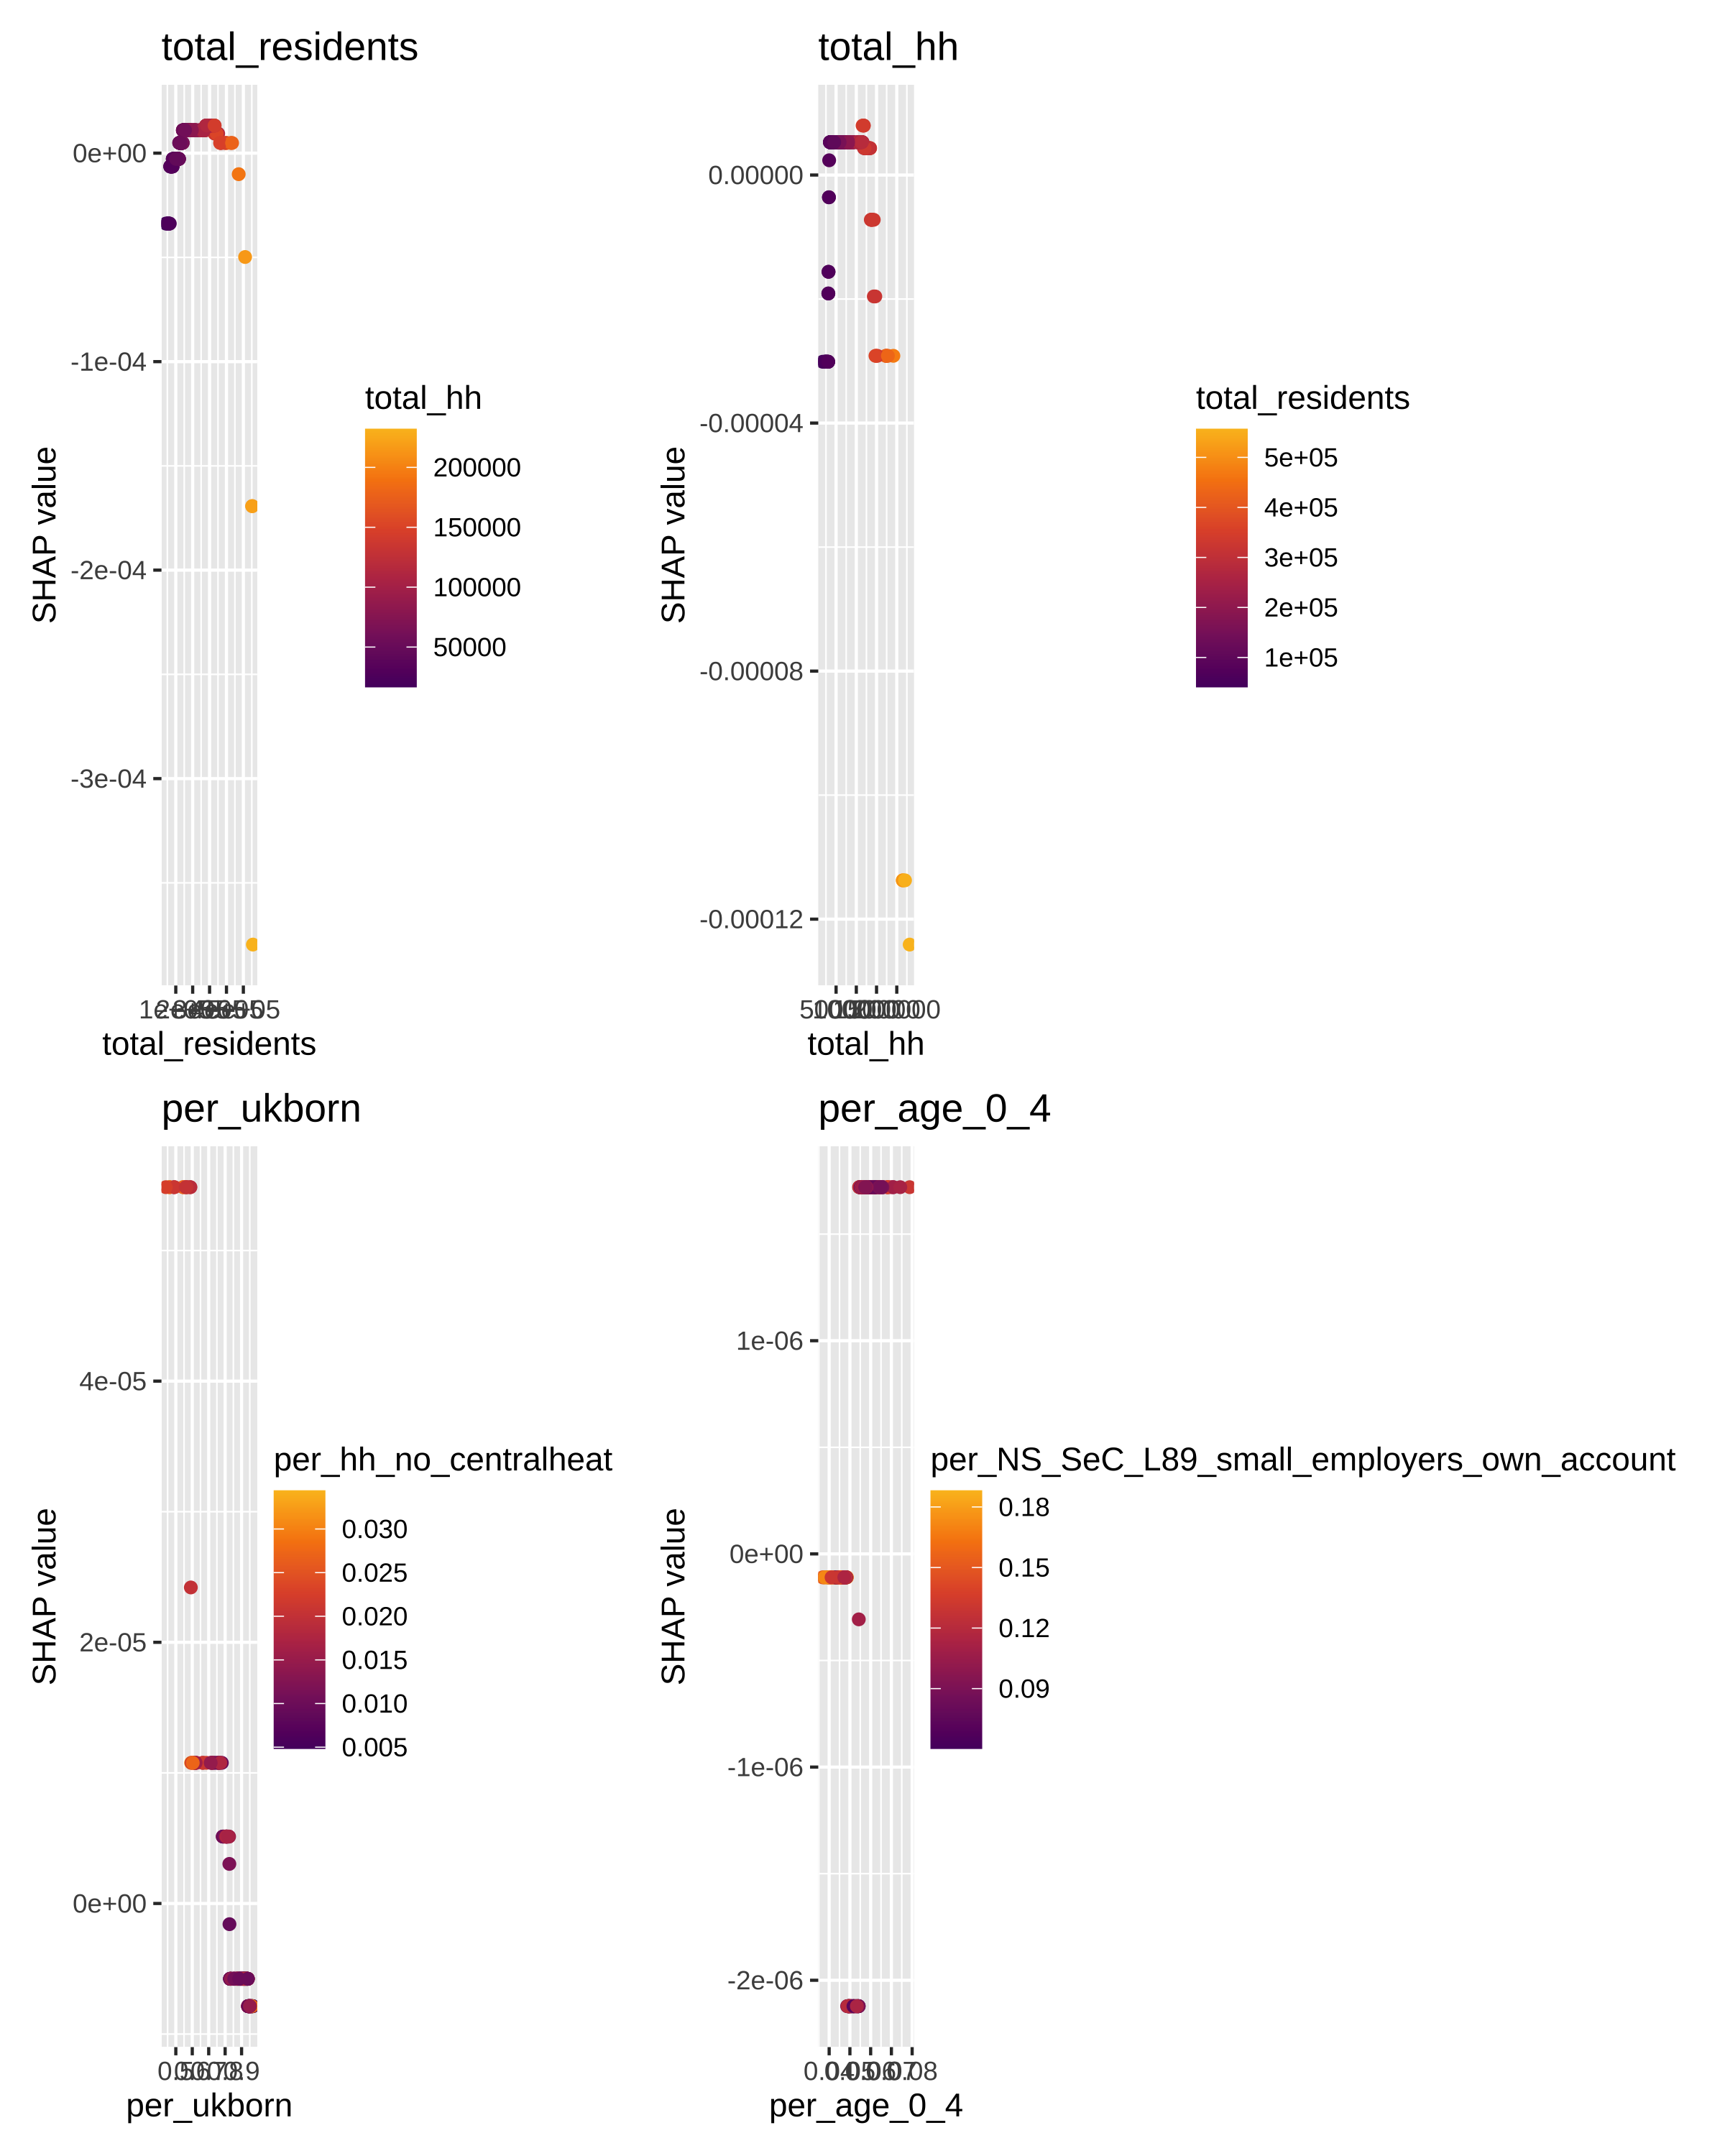 total_residents
0e+00
-1e-04
-2e-04
-3e-04
SHAP value
total_residents
total_hh
200000
150000
100000
50000
total_hh
0.00000
-0.00004
-0.00008
-0.00012
SHAP value
total_hh
total_residents
5e+05
4e+05
3e+05
2e+05
1e+05
per_ukborn
4e-05
2e-05
0e+00
SHAP value
per_ukborn
per_hh_no_centralheat
0.030
0.025
0.020
0.015
0.010
0.005
per_age_0_4
1e-06
0e+00
-1e-06
-2e-06
SHAP value
per_age_0_4
per_NS_SeC_L89_small_employers_own_account
0.18
0.15
0.12
0.09